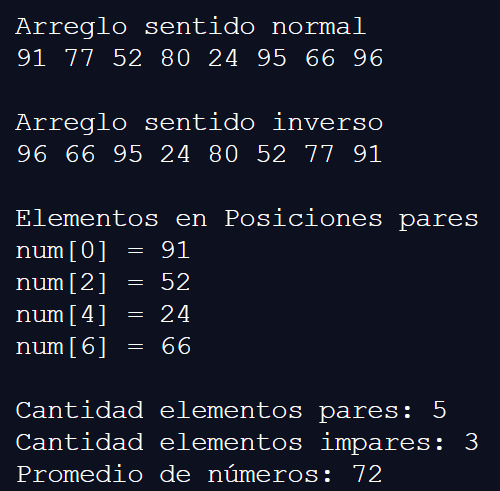 Arreglo sentido normal
91 77 52 80 24 95 66 96
Arreglo sentido inverso
96 66 95 24 80 52 77 91
Elementos en Posiciones pares
num[0] = 91
num[2] = 52
num[4] = 24
num[6] = 66
Cantidad elementos pares: 5
Cantidad elementos impares: 3
Promedio de números: 72